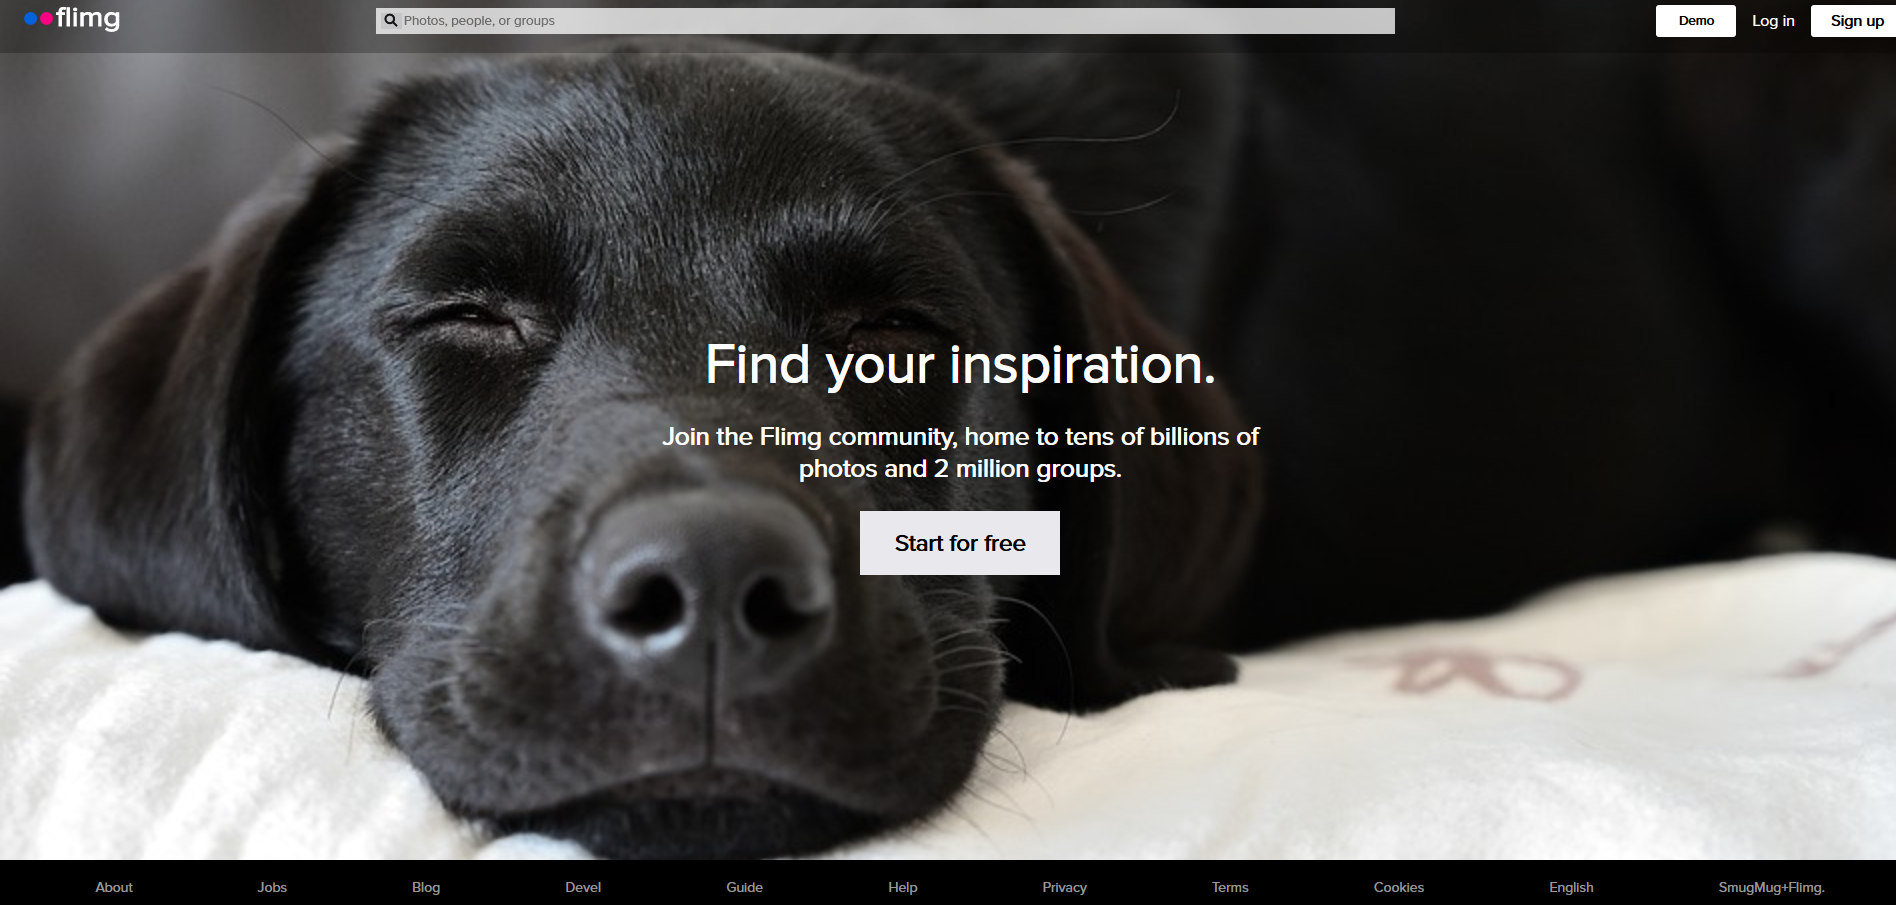 flimg
Photos, people, or groups
Demo
Log in
Sign up
Find your inspiration.
Join the Flimg community, home to tens of billions of
photos and 2 million groups.
Start for free
About
Jobs
Blog
Devel
Guide
Help
Privacy
Terms
Cookies
English
SmugMug+Flimg.